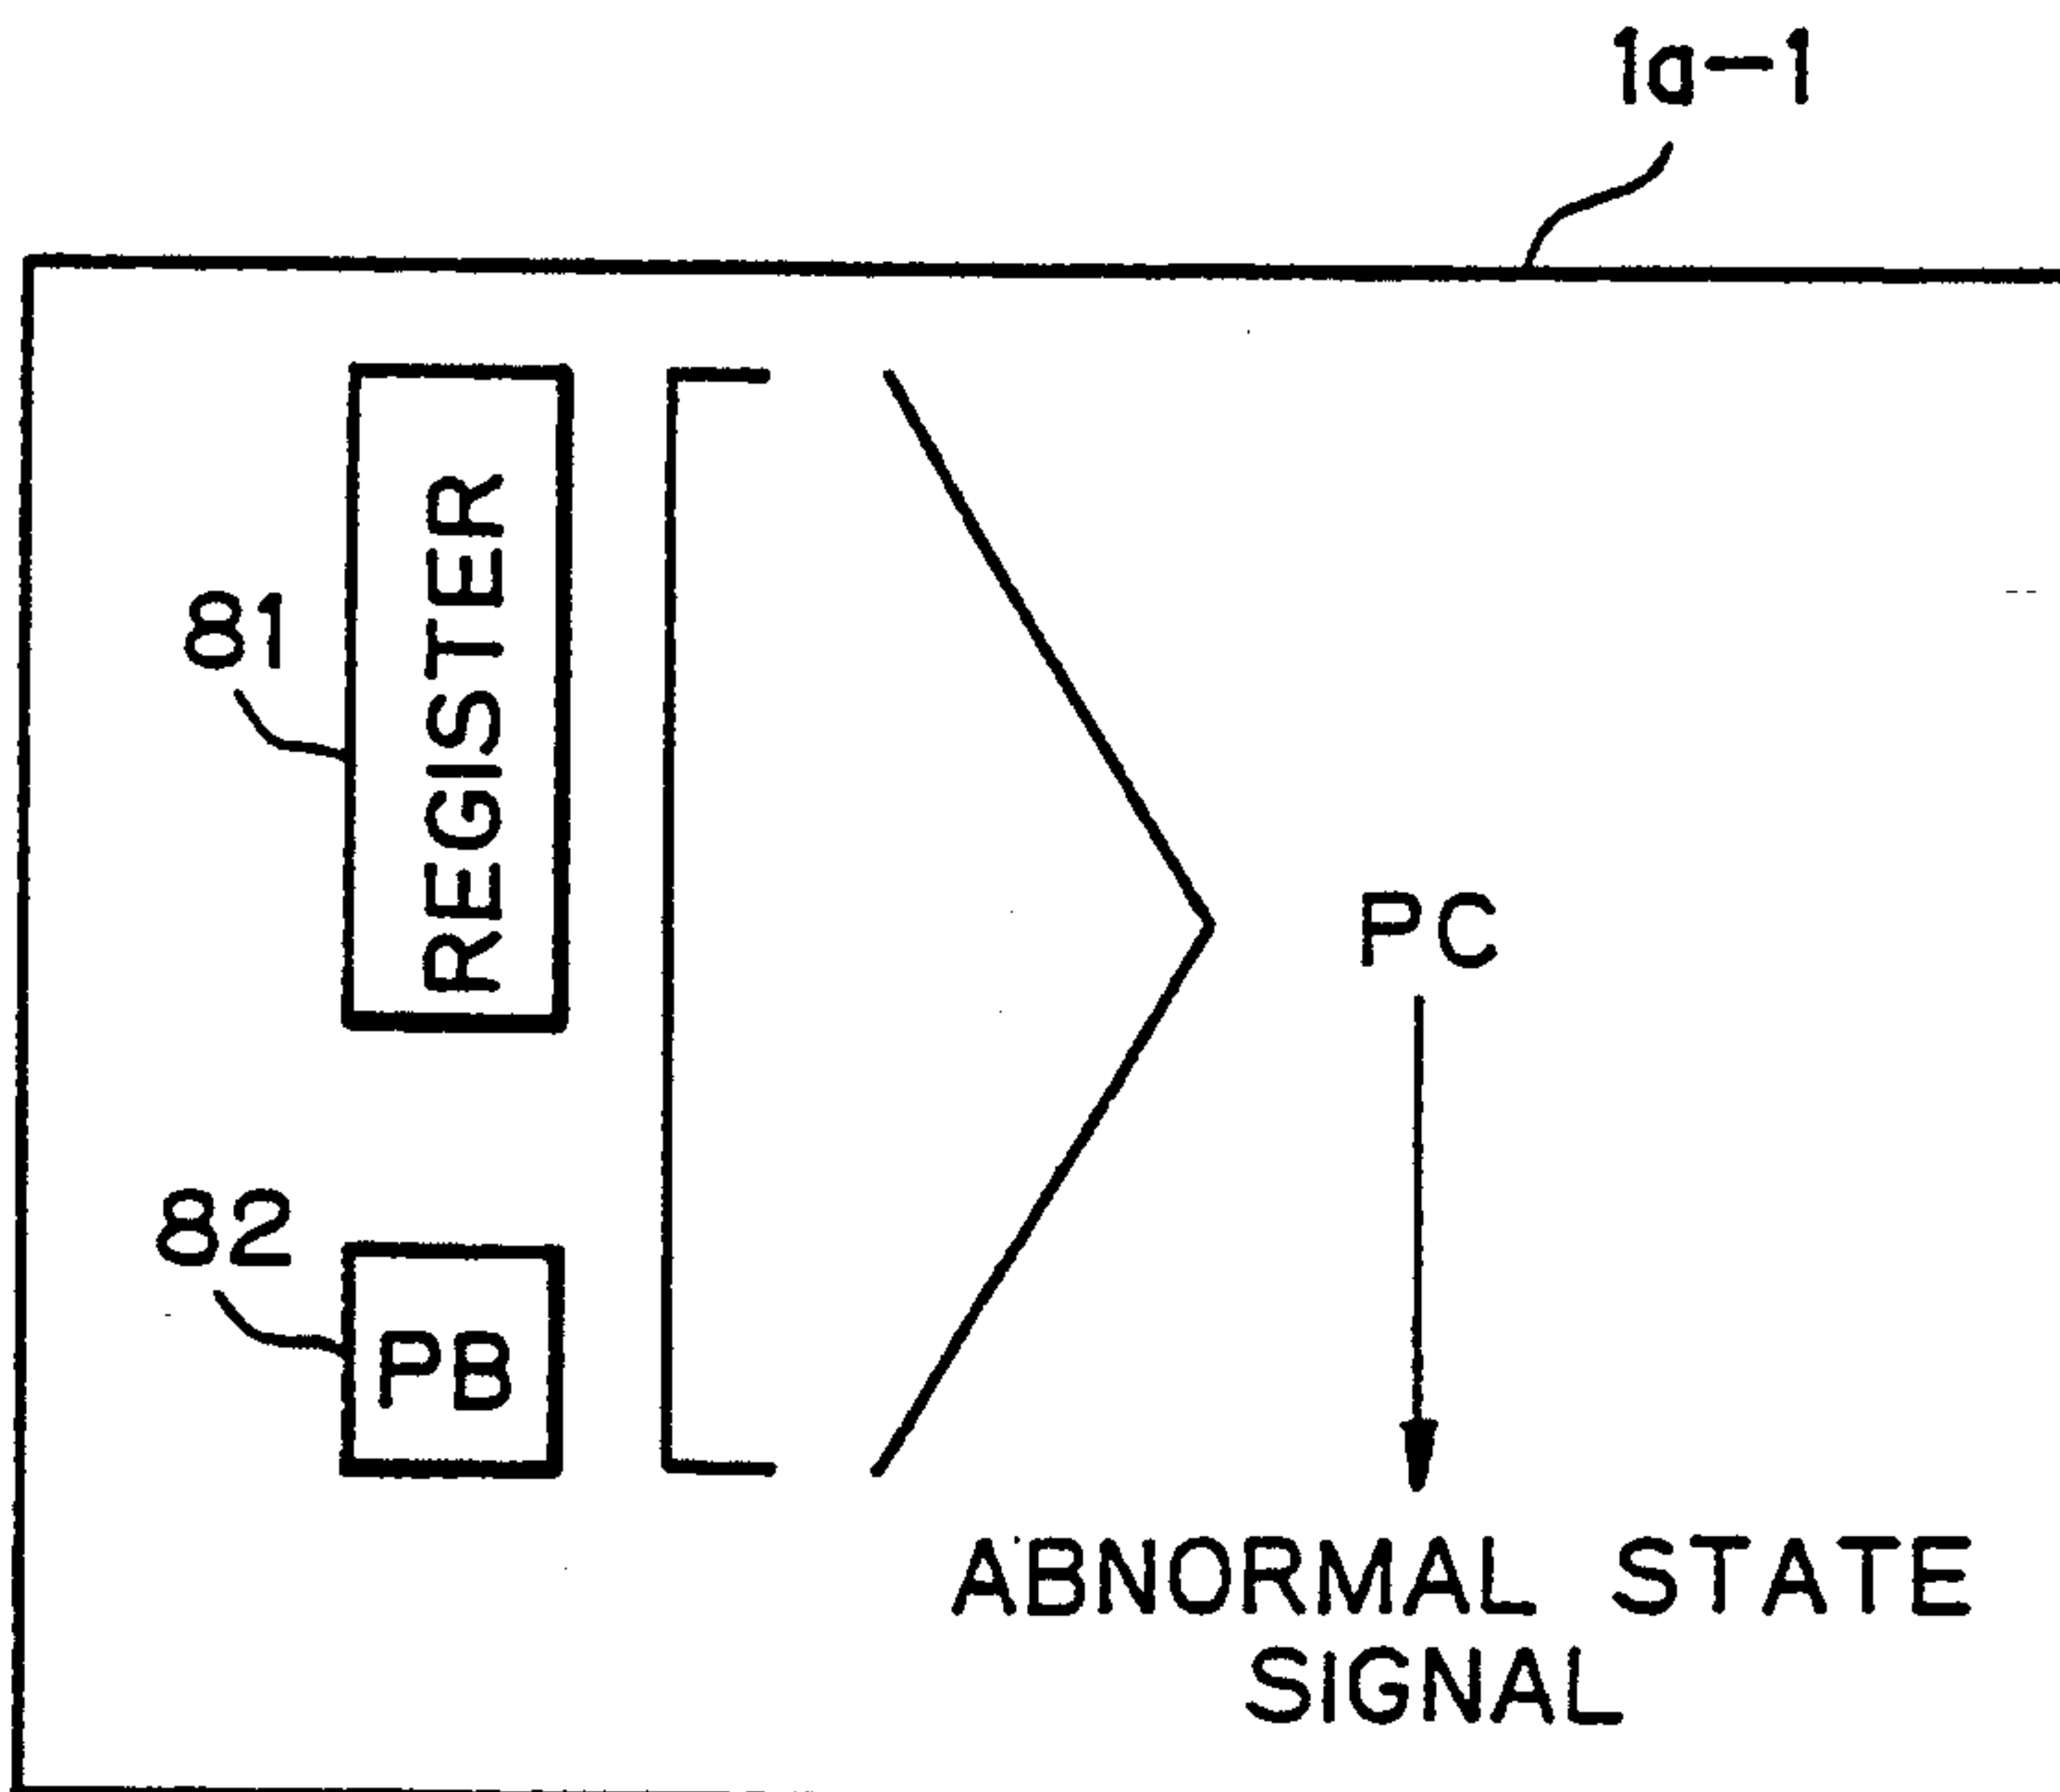 1a-1
REGISTER
81
PC
82
PB
ABNORMAL STATE
SIGNAL